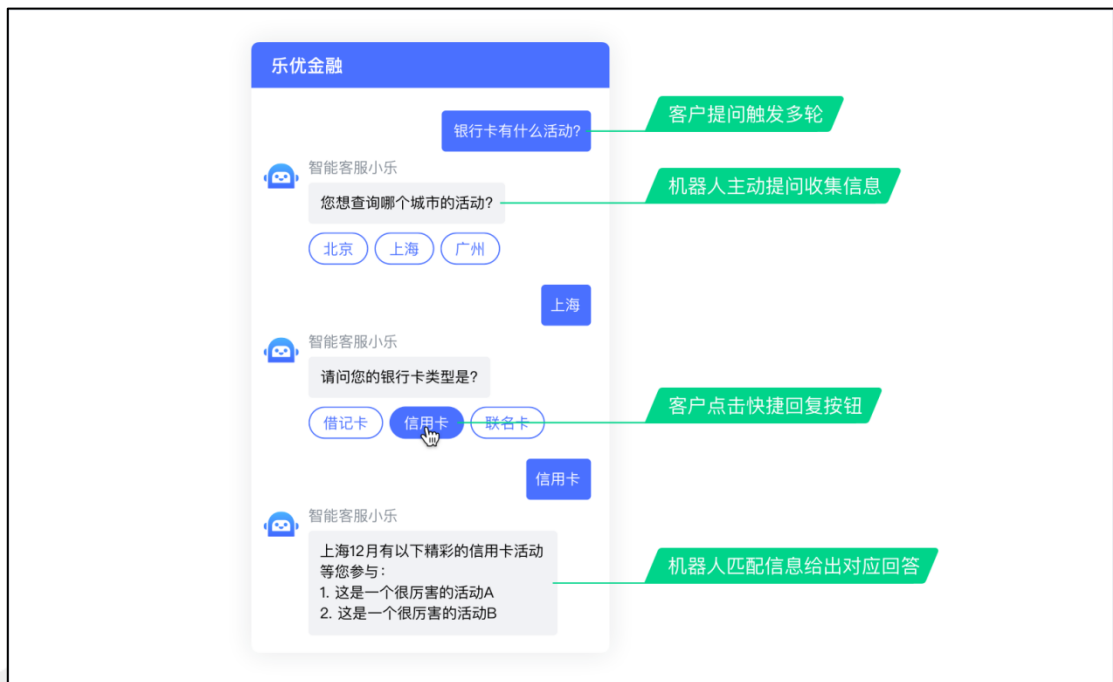 乐优金融
银行卡有什么活动?
客户提问触发多轮
智能客服小乐
机器人主动提问收集信息
您想查询哪个城市的活动?
北京 上海 广州
上海
智能客服小乐
请问您的银行卡类型是?
客户点击快捷回复按钮
借记卡 信用卡 联名卡
信用卡
智能客服小乐
上海12月有以下精彩的信用卡活动
等您参与:
机器人匹配信息给出对应回答
1. 这是一个很厉害的活动A
2. 这是一个很厉害的活动B